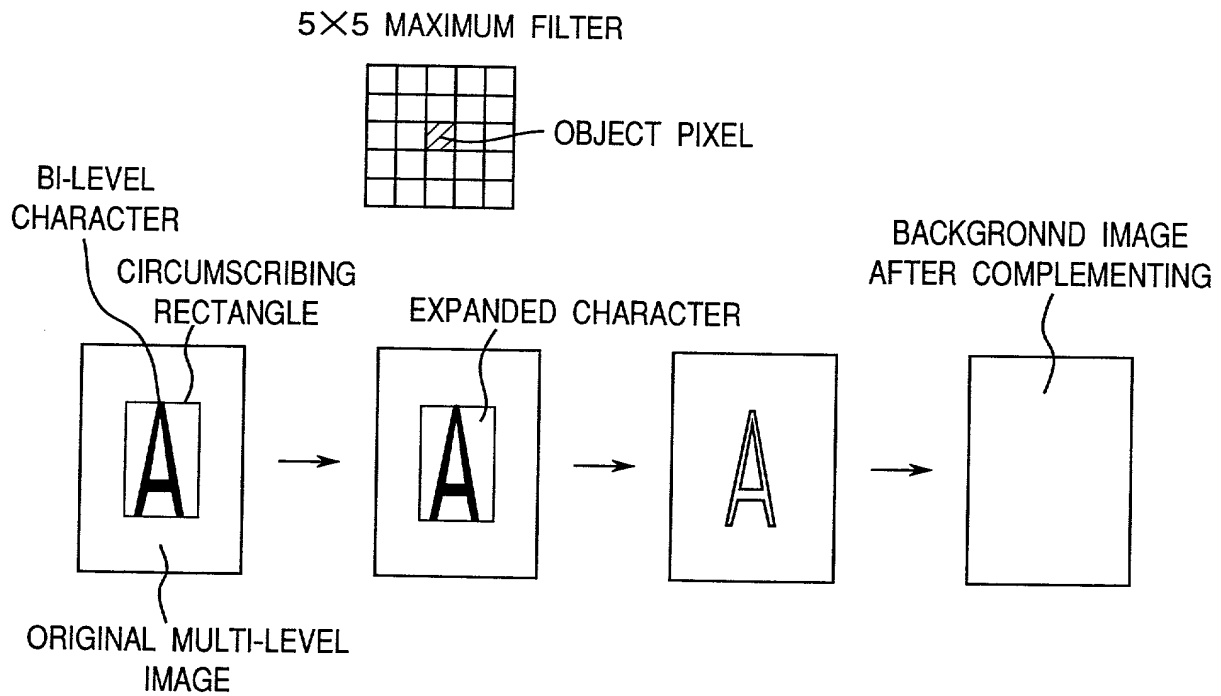 5×5 MAXIMUM FILTER
OBJECT PIXEL
BI-LEVEL
CHARACTER
CIRCUMSCRIBING
RECTANGLE
EXPANDED CHARACTER
BACKGRONND IMAGE
AFTER COMPLEMENTING
A
A
A
ORIGINAL MULTI-LEVEL
IMAGE